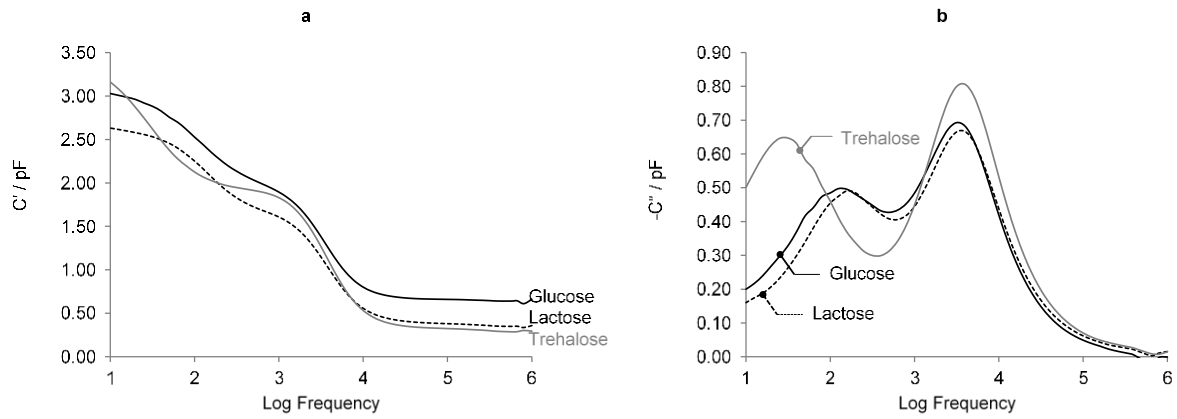 a
3.50
3.00
2.50
2.00
1.50
1.00
0.50
0.00
C' / pF
1 2 3 4 5 6
Log Frequency
Glucose
Lactose
Trehalose
b
0.90
0.80
0.70
0.60
0.50
0.40
0.30
0.20
0.10
0.00
-C" / pF
1 2 3 4 5 6
Log Frequency
Trehalose
Glucose
Lactose